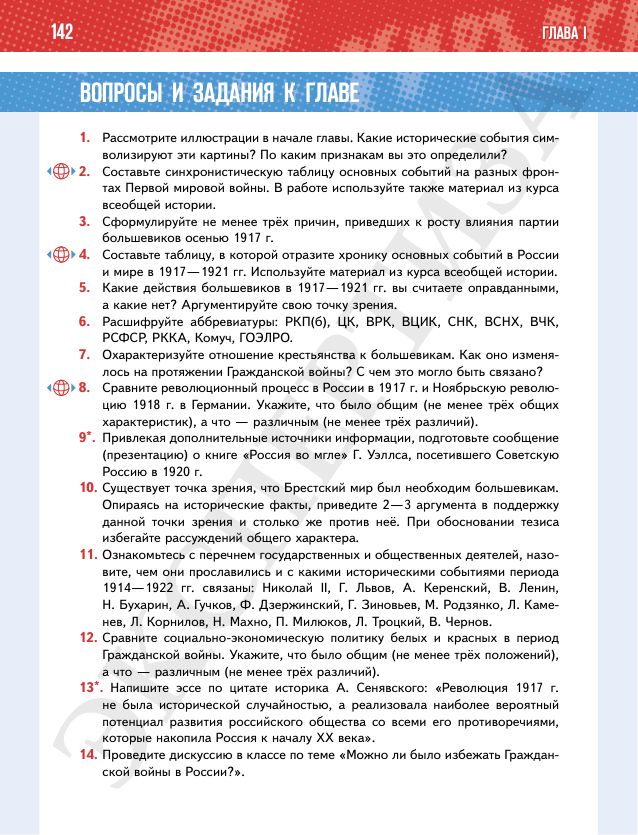 142
ГЛАВА I
ВОПРОСЫ И ЗАДАНИЯ К ГЛАВЕ
1. Рассмотрите иллюстрации в начале главы. Какие исторические события сим-
волизируют эти картины? По каким признакам вы это определили?
2. Составьте синхронистическую таблицу основных событий на разных фрон-
тах Первой мировой войны. В работе используйте также материал из курса
всеобщей истории.
3. Сформулируйте не менее трёх причин, приведших к росту влияния партии
большевиков осенью 1917 г.
4. Составьте таблицу, в которой отразите хронику основных событий в России
и мире в 1917—1921 гг. Используйте материал из курса всеобщей истории.
5. Какие действия большевиков в 1917—1921 гг. вы считаете оправданными,
а какие нет? Аргументируйте свою точку зрения.
6. Расшифруйте аббревиатуры: РКП(б), ЦК, ВРК, ВЦИК, СНК, ВСНХ, ВЧК,
РСФСР, РККА, Комуч, ГОЭЛРО.
7. Охарактеризуйте отношение крестьянства к большевикам. Как оно изменя-
лось на протяжении Гражданской войны? С чем это могло быть связано?
8. Сравните революционный процесс в России в 1917 г. и Ноябрьскую револю-
цию 1918 г. в Германии. Укажите, что было общим (не менее трёх общих
характеристик), а что — различным (не менее трёх различий).
9*. Привлекая дополнительные источники информации, подготовьте сообщение
(презентацию) о книге «Россия во мгле» Г. Уэллса, посетившего Советскую
Россию в 1920 г.
10. Существует точка зрения, что Брестский мир был необходим большевикам.
Опираясь на исторические факты, приведите 2—3 аргумента в поддержку
данной точки зрения и столько же против неё. При обосновании тезиса
избегайте рассуждений общего характера.
11. Ознакомьтесь с перечнем государственных и общественных деятелей, назо-
вите, чем они прославились и с какими историческими событиями периода
1914—1922 гг. связаны: Николай II, Г. Львов, А. Керенский, В. Ленин,
Н. Бухарин, А. Гучков, Ф. Дзержинский, Г. Зиновьев, М. Родзянко, Л. Каме-
нев, Л. Корнилов, Н. Махно, П. Милюков, Л. Троцкий, В. Чернов.
12. Сравните социально-экономическую политику белых и красных в период
Гражданской войны. Укажите, что было общим (не менее трёх положений),
а что — различным (не менее трёх различий).
13*. Напишите эссе по цитате историка А. Сенявского: «Революция 1917 г.
не была исторической случайностью, а реализовала наиболее вероятный
потенциал развития российского общества со всеми его противоречиями,
которые накопила Россия к началу XX века».
14. Проведите дискуссию в классе по теме «Можно ли было избежать Граждан-
ской войны в России?».
ЭКСПЕРТИЗА